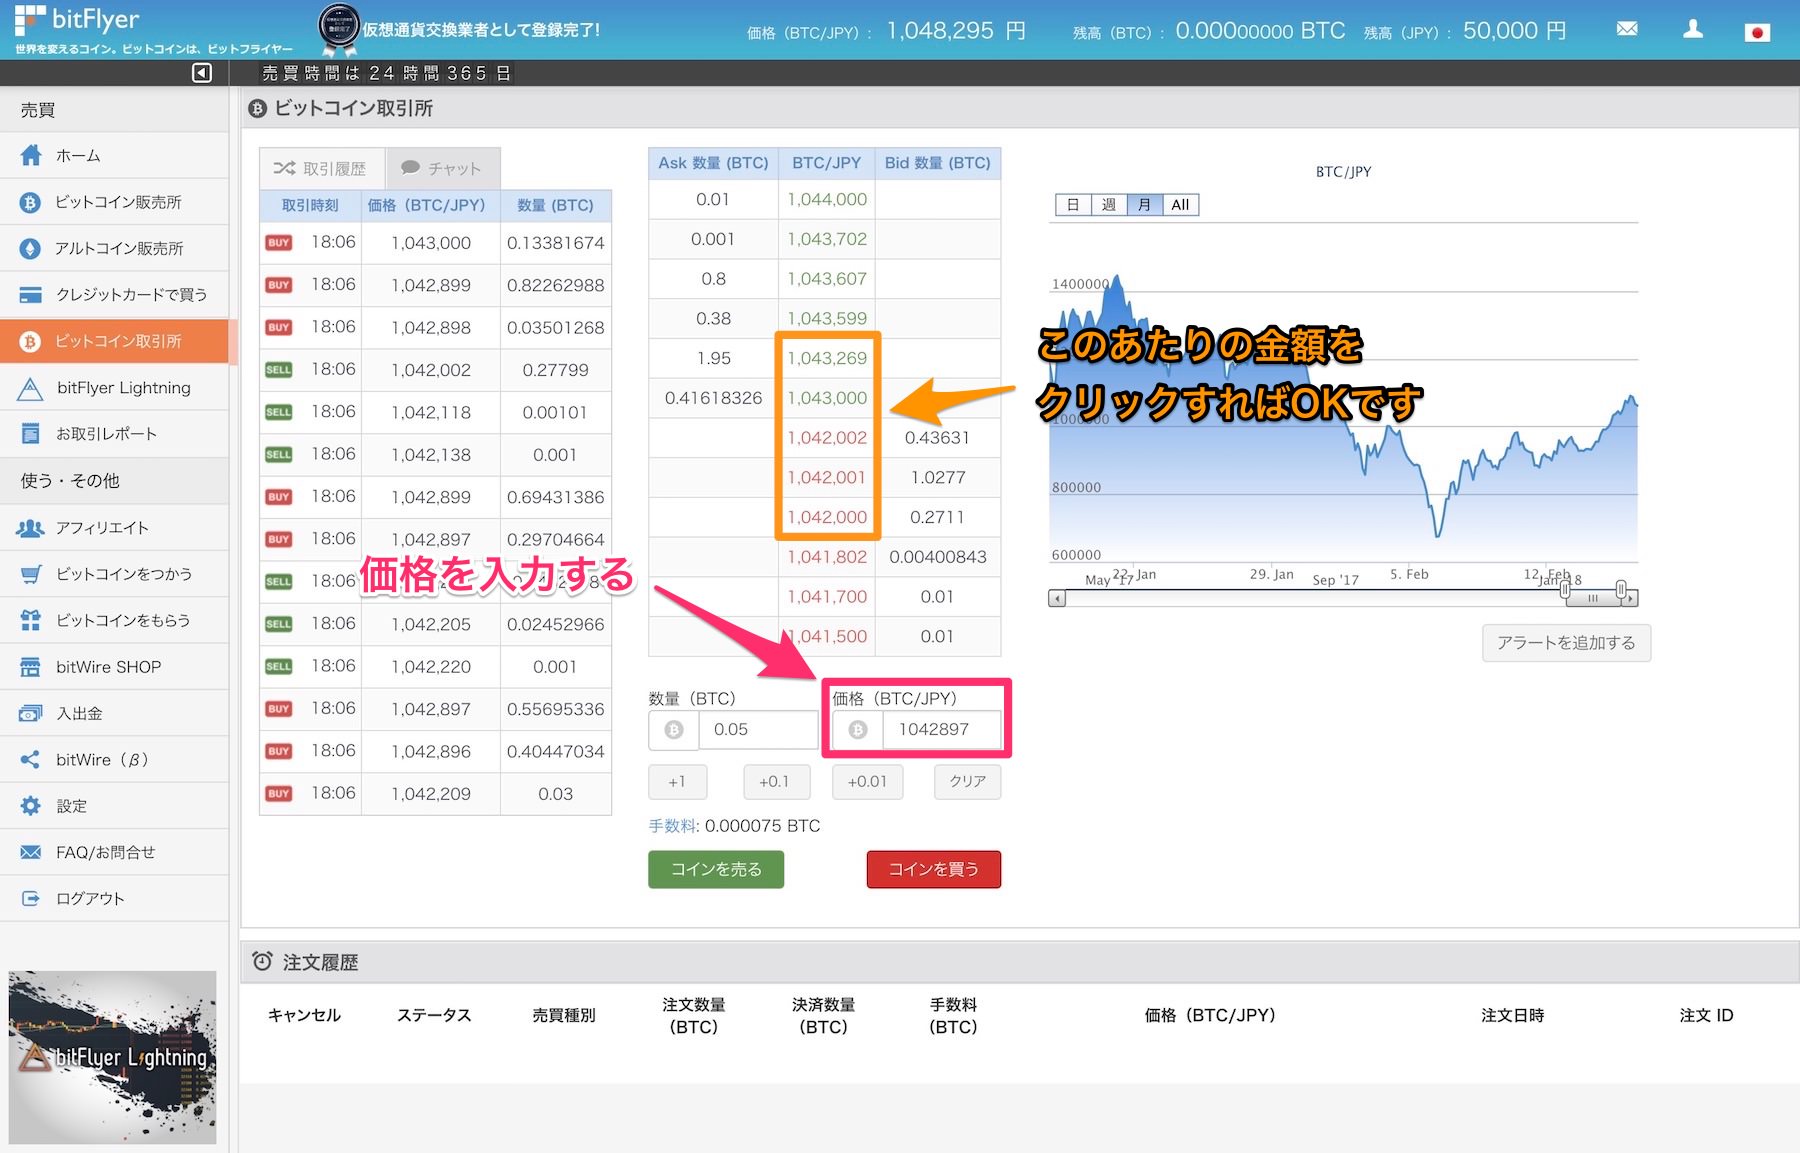 bitFlyer
世界を変えるコイン。ビットコインは、ビットフライヤー
仮想通貨交換業者として登録完了!
価格（BTC/JPY）: 1,048,295 円
残高（BTC）: 0.00000000 BTC
残高（JPY）: 50,000 円
売買時間は24時間365日
売買
ホーム
ビットコイン販売所
アルトコイン販売所
クレジットカードで買う
ビットコイン取引所
bitFlyer Lightning
お取引レポート
使う・その他
アフィリエイト
ビットコインをつかう
ビットコインをもらう
bitWire SHOP
入出金
bitWire（β）
設定
FAQ/お問合せ
ログアウト
bitFlyer Lightning
ビットコイン取引所
取引履歴 チャット
取引時刻 価格（BTC/JPY） 数量 (BTC)
BUY 18:06 1,043,000 0.13381674
BUY 18:06 1,042,899 0.82262988
BUY 18:06 1,042,898 0.03501268
SELL 18:06 1,042,002 0.27799
SELL 18:06 1,042,118 0.00101
SELL 18:06 1,042,138 0.001
BUY 18:06 1,042,899 0.69431386
BUY 18:06 1,042,897 0.29704664
SELL 18:06
SELL 18:06 1,042,205 0.02452966
SELL 18:06 1,042,220 0.001
BUY 18:06 1,042,897 0.55695336
BUY 18:06 1,042,896 0.40447034
BUY 18:06 1,042,209 0.03
価格を入力する
Ask 数量 (BTC) BTC/JPY Bid 数量 (BTC)
0.01 1,044,000
0.001 1,043,702
0.8 1,043,607
0.38 1,043,599
1.95 1,043,269
0.41618326 1,043,000
1,042,002 0.43631
1,042,001 1.0277
1,042,000 0.2711
1,041,802 0.00400843
1,041,700 0.01
1,041,500 0.01
数量（BTC） 価格（BTC/JPY）
0.05 1042897
+1 +0.1 +0.01 クリア
手数料: 0.000075 BTC
コインを売る コインを買う
BTC/JPY
日 週 月 All
このあたりの金額を
クリックすればOKです
1400000
1000000
800000
600000
22. Jan 29. Jan 5. Feb 12. Feb
May '17 Sep '17 Jan '18
アラートを追加する
注文履歴
キャンセル ステータス 売買種別 注文数量 決済数量 手数料 価格（BTC/JPY） 注文日時 注文 ID
（BTC） （BTC） （BTC）